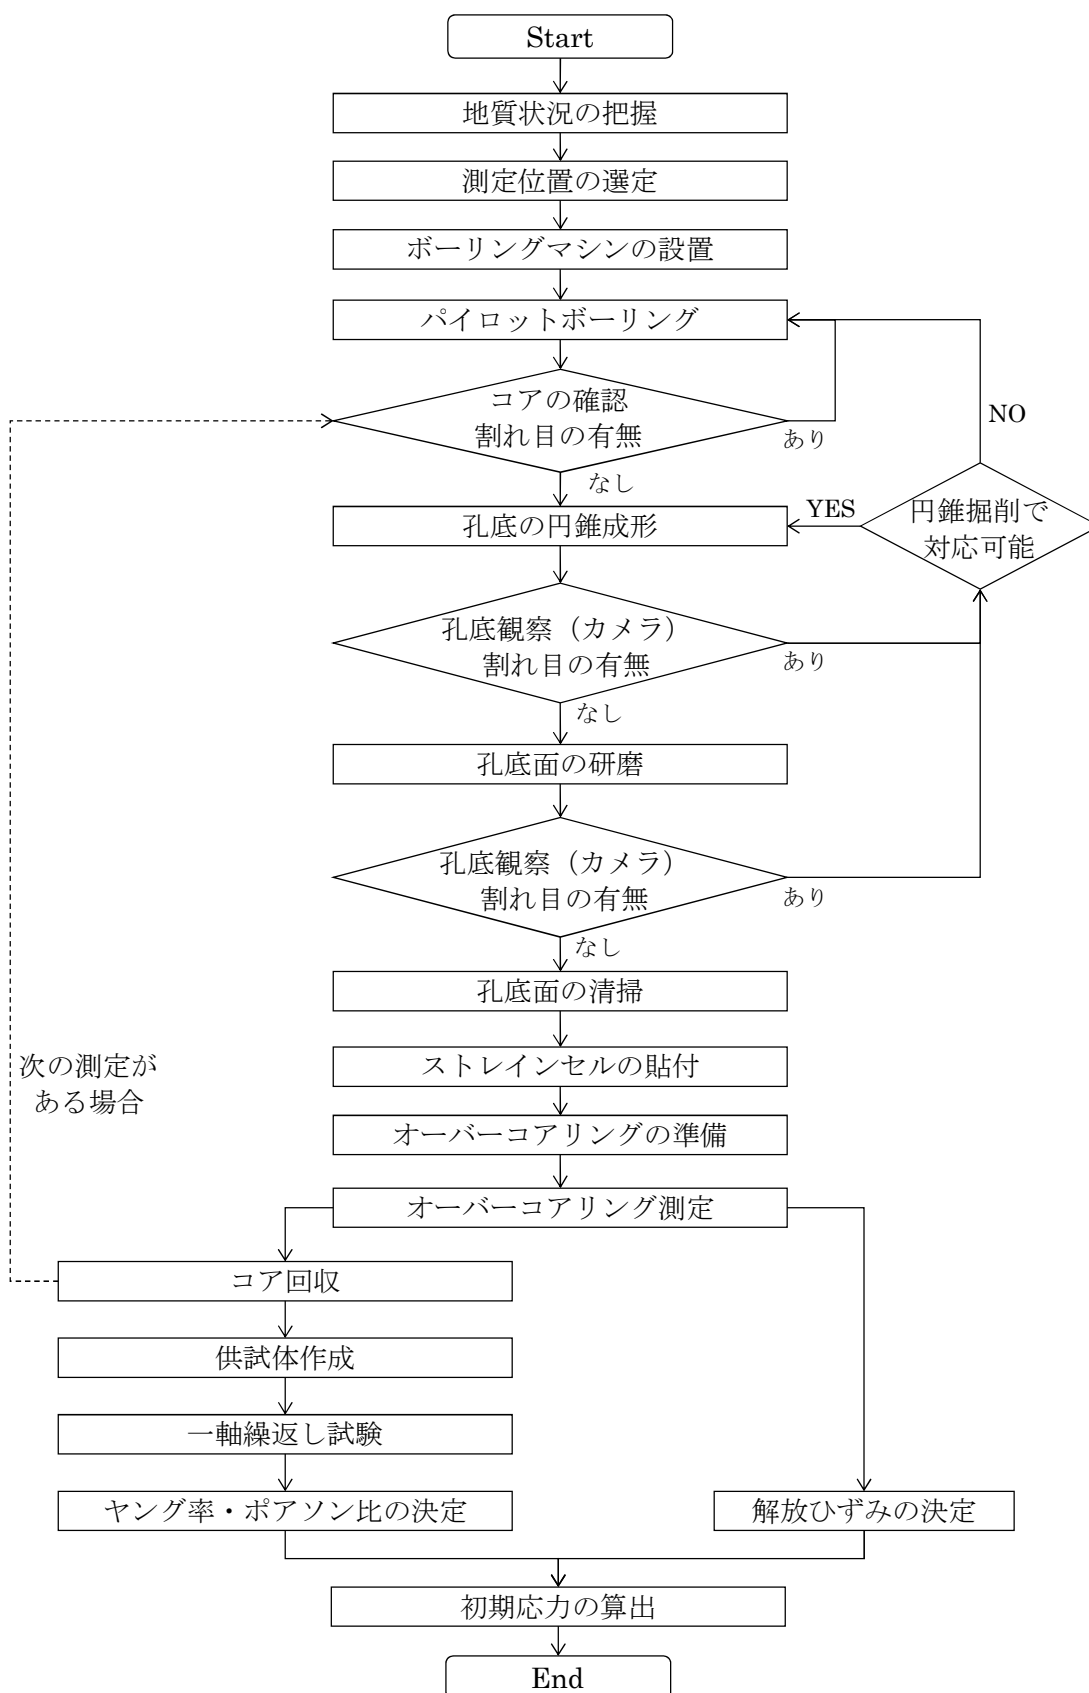 Start
地質状況の把握
測定位置の選定
ボーリングマシンの設置
パイロットボーリング
コアの確認
割れ目の有無
あり
なし
NO
円錐掘削で
対応可能
YES
孔底の円錐成形
孔底観察（カメラ）
割れ目の有無
あり
なし
孔底面の研磨
孔底観察（カメラ）
割れ目の有無
あり
なし
孔底面の清掃
ストレインセルの貼付
オーバーコアリングの準備
オーバーコアリング測定
次の測定が
ある場合
コア回収
供試体作成
一軸繰返し試験
ヤング率・ポアソン比の決定
解放ひずみの決定
初期応力の算出
End